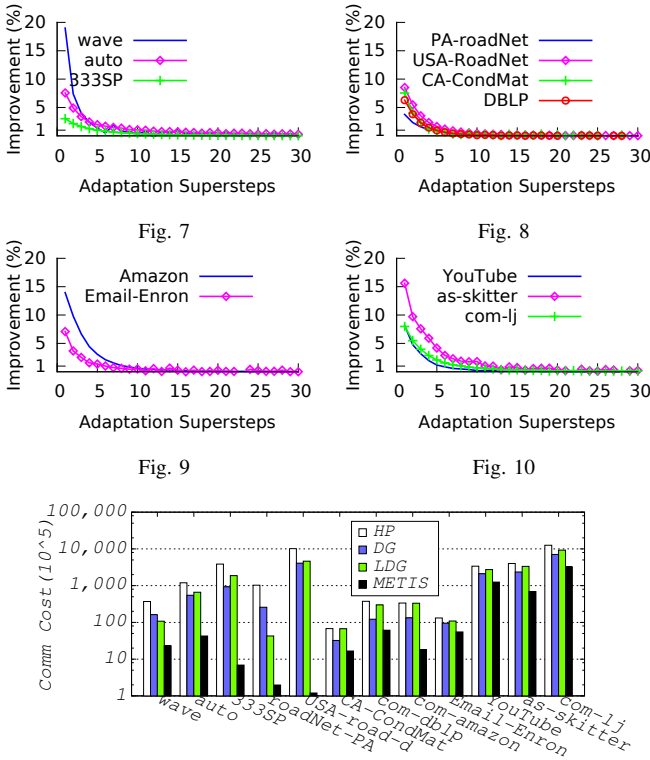 Improvement (%)
20
15
10
5
1
wave
auto
333SP
0 5 10 15 20 25 30
Adaptation Supersteps
Fig. 7
Improvement (%)
20
15
10
5
1
PA-roadNet
USA-RoadNet
CA-CondMat
DBLP
0 5 10 15 20 25 30
Adaptation Supersteps
Fig. 8
Improvement (%)
20
15
10
5
1
Amazon
Email-Enron
0 5 10 15 20 25 30
Adaptation Supersteps
Fig. 9
Improvement (%)
20
15
10
5
1
YouTube
as-skitter
com-lj
0 5 10 15 20 25 30
Adaptation Supersteps
Fig. 10
Comm Cost(10^5)
100,000
10,000
1,000
100
10
1
HP
DG
LDG
METIS
wave
auto
333SP
roadNet-PA
USA-road-d
CA-CondMat
com-dblp
com-amazon
Email-Enron
YouTube
as-skitter
com-lj